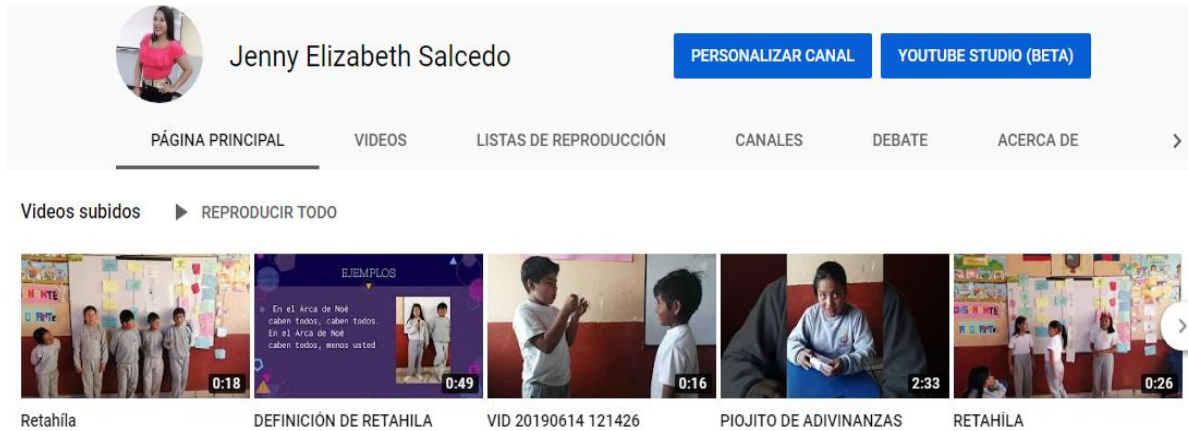 Jenny Elizabeth Salcedo
PERSONALIZAR CANAL
YOUTUBE STUDIO (BETA)
PÁGINA PRINCIPAL
VIDEOS
LISTAS DE REPRODUCCIÓN
CANALES
DEBATE
ACERCA DE
Videos subidos
REPRODUCIR TODO
EJEMPLOS
En el Arca de Noé
caben todos, caben todos.
En el Arca de Noé
caben todos, menos usted
0:18
0:49
0:16
2:33
0:26
Retahíla
DEFINICIÓN DE RETAHILA
VID 20190614 121426
PIOJITO DE ADIVINANZAS
RETAHÍLA